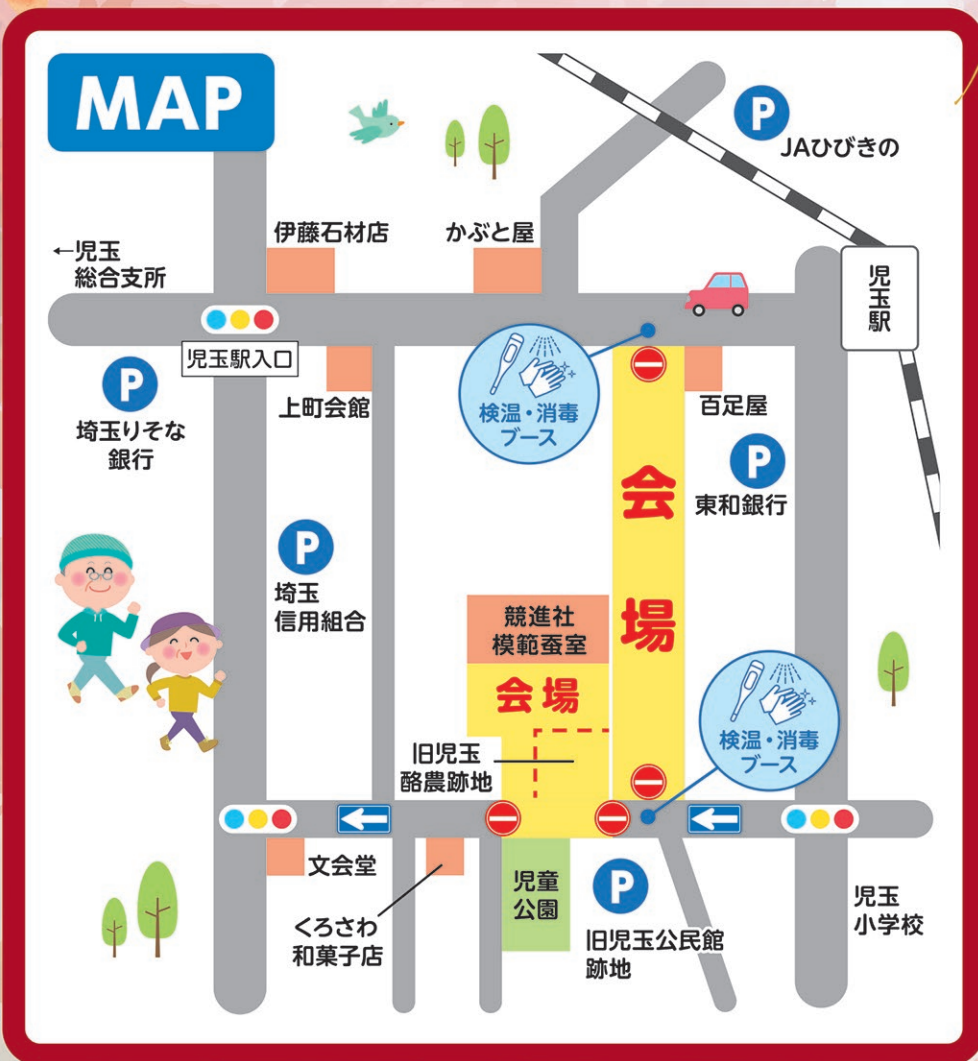 MAP
P
JAひびきの
←児玉
総合支所
伊藤石材店
かぶと屋
児玉駅
児玉駅入口
P
埼玉りそな
銀行
上町会館
検温・消毒
ブース
百足屋
P
東和銀行
会場
P
埼玉
信用組合
競進社
模範蚕室
会場
旧児玉
酪農跡地
検温・消毒
ブース
文会堂
くろさわ
和菓子店
児童
公園
P
旧児玉公民館
跡地
児玉
小学校